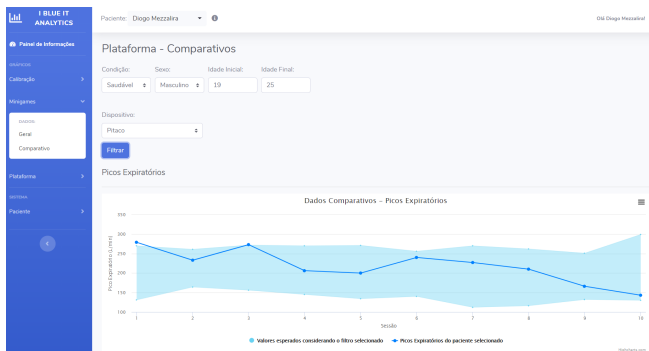 I BLUE IT
ANALYTICS
Paciente: Diogo Mezzalira
Olá Diogo Mezzalira!
Painel de Informações
GRÁFICOS
Calibração
Minigames
DADOS:
Geral
Comparativo
Plataforma
SISTEMA
Paciente
Plataforma - Comparativos
Condição: Sexo: Idade Inicial: Idade Final:
Saudável Masculino 19 25
Dispositivo:
Pitaco
Filtrar
Picos Expiratórios
Dados Comparativos – Picos Expiratórios
Pico Expiratório (L/min)
350
300
250
200
150
100
1 2 3 4 5 6 7 8 9 10
Sessão
Valores esperados considerando o filtro selecionado Picos Expiratórios do paciente selecionado